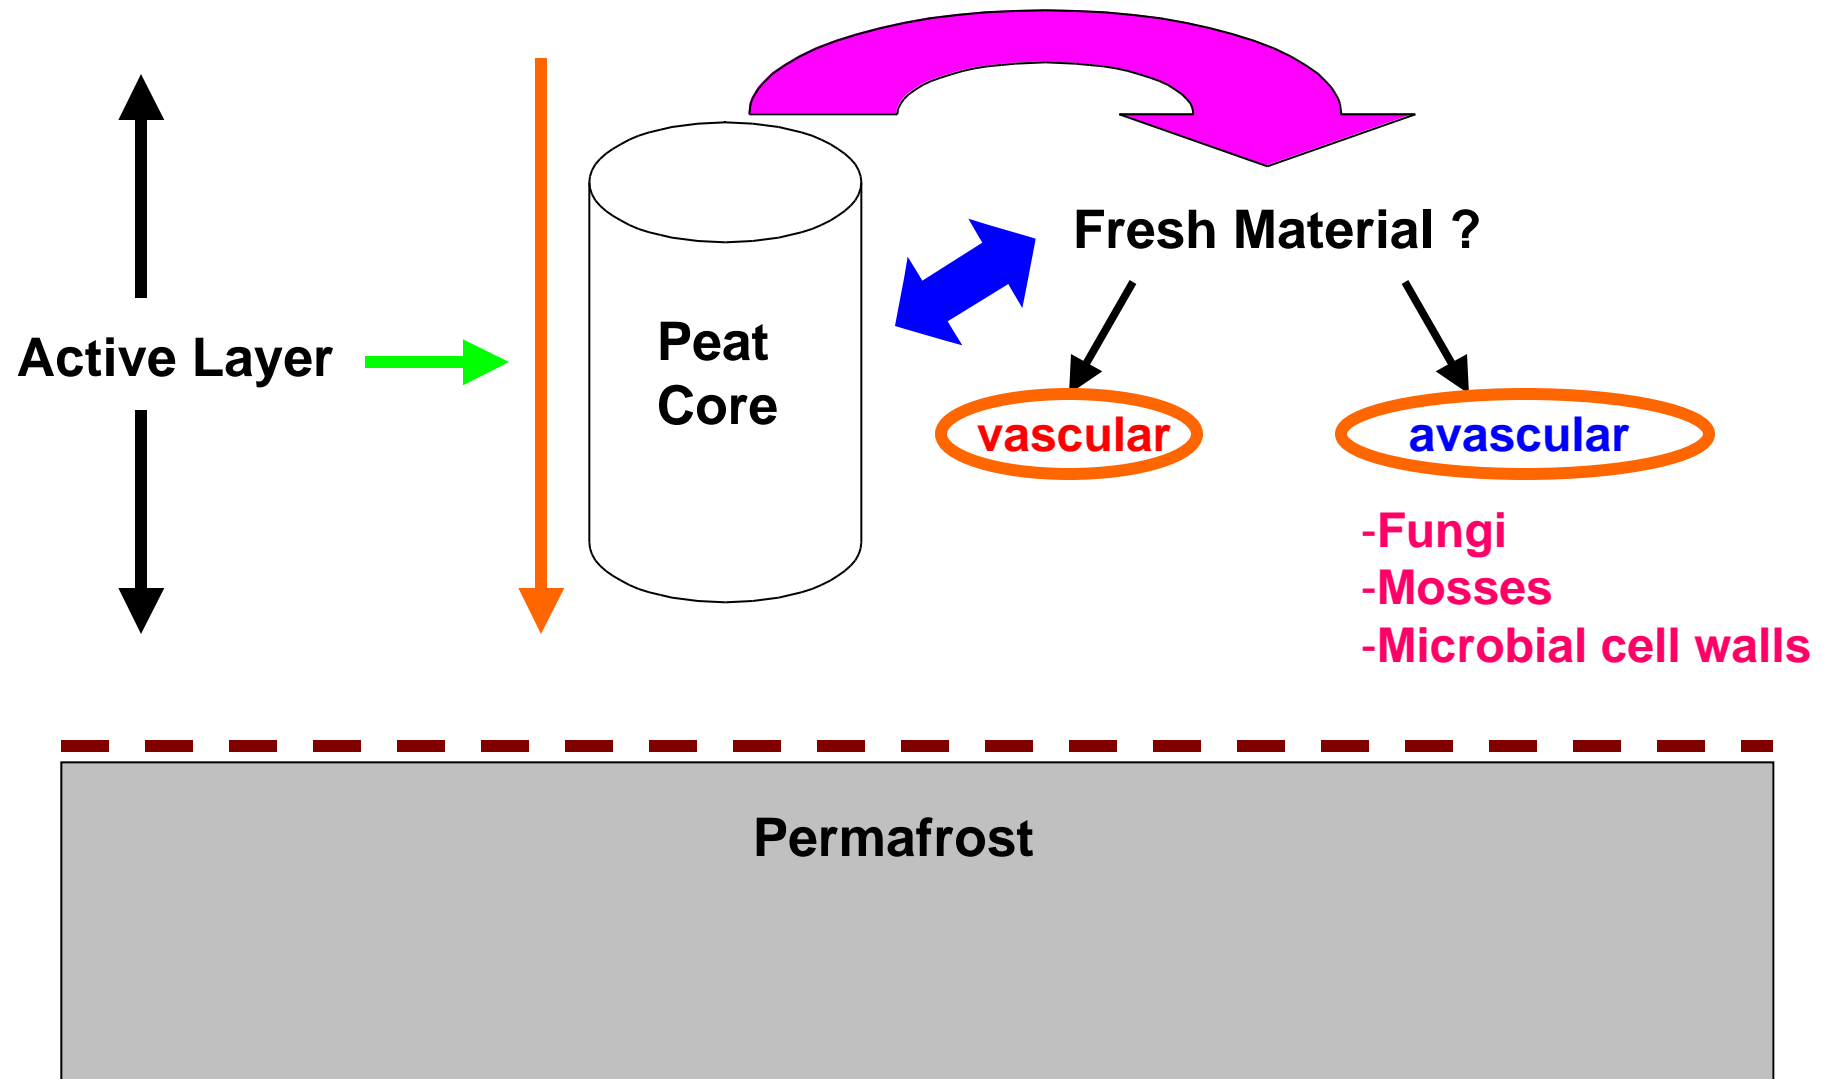 Fresh Material ?
Active Layer
Peat
Core
vascular
avascular
-Fungi
-Mosses
-Microbial cell walls
Permafrost